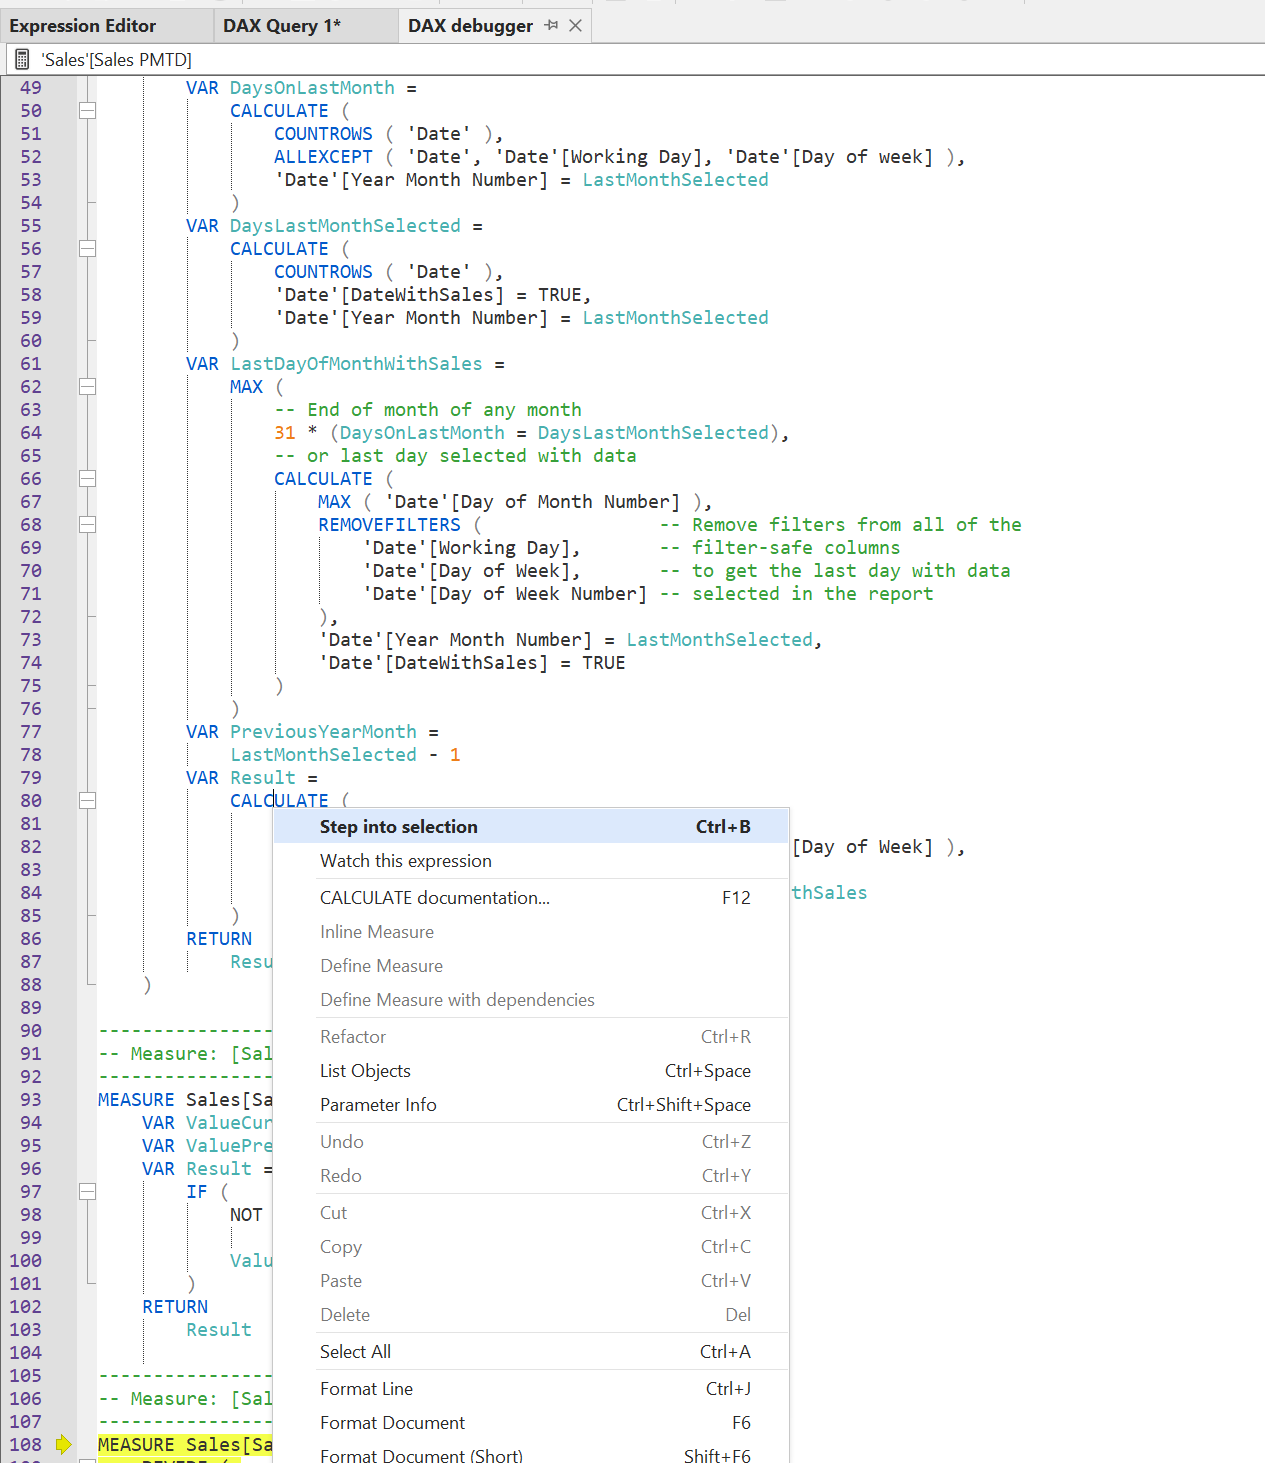 Expression Editor DAX Query 1* DAX debugger
'Sales'[Sales PMTD]
49 VAR DaysOnLastMonth =
50 CALCULATE (
51 COUNTROWS ( 'Date' ),
52 ALLEXCEPT ( 'Date', 'Date'[Working Day], 'Date'[Day of week] ),
53 'Date'[Year Month Number] = LastMonthSelected
54 )
55 VAR DaysLastMonthSelected =
56 CALCULATE (
57 COUNTROWS ( 'Date' ),
58 'Date'[DateWithSales] = TRUE,
59 'Date'[Year Month Number] = LastMonthSelected
60 )
61 VAR LastDayOfMonthWithSales =
62 MAX (
63 -- End of month of any month
64 31 * (DaysOnLastMonth = DaysLastMonthSelected),
65 -- or last day selected with data
66 CALCULATE (
67 MAX ( 'Date'[Day of Month Number] ),
68 REMOVEFILTERS ( -- Remove filters from all of the
69 'Date'[Working Day], -- filter-safe columns
70 'Date'[Day of Week], -- to get the last day with data
71 'Date'[Day of Week Number] -- selected in the report
72 ),
73 'Date'[Year Month Number] = LastMonthSelected,
74 'Date'[DateWithSales] = TRUE
75 )
76 )
77 VAR PreviousYearMonth =
78 LastMonthSelected - 1
79 VAR Result =
80 CALCULATE (
81
82 [Day of Week] ),
83
84 thSales
85 )
86 RETURN
87 Resu
88 )
89
90 ----------------
91 -- Measure: [Sal
92 ----------------
93 MEASURE Sales[Sa
94 VAR ValueCur
95 VAR ValuePre
96 VAR Result =
97 IF (
98 NOT
99
100 Valu
101 )
102 RETURN
103 Result
104
105 ----------------
106 -- Measure: [Sal
107 ----------------
108 MEASURE Sales[Sa
Step into selection Ctrl+B
Watch this expression
CALCULATE documentation... F12
Inline Measure
Define Measure
Define Measure with dependencies
Refactor Ctrl+R
List Objects Ctrl+Space
Parameter Info Ctrl+Shift+Space
Undo Ctrl+Z
Redo Ctrl+Y
Cut Ctrl+X
Copy Ctrl+C
Paste Ctrl+V
Delete Del
Select All Ctrl+A
Format Line Ctrl+J
Format Document F6
Format Document (Short) Shift+F6